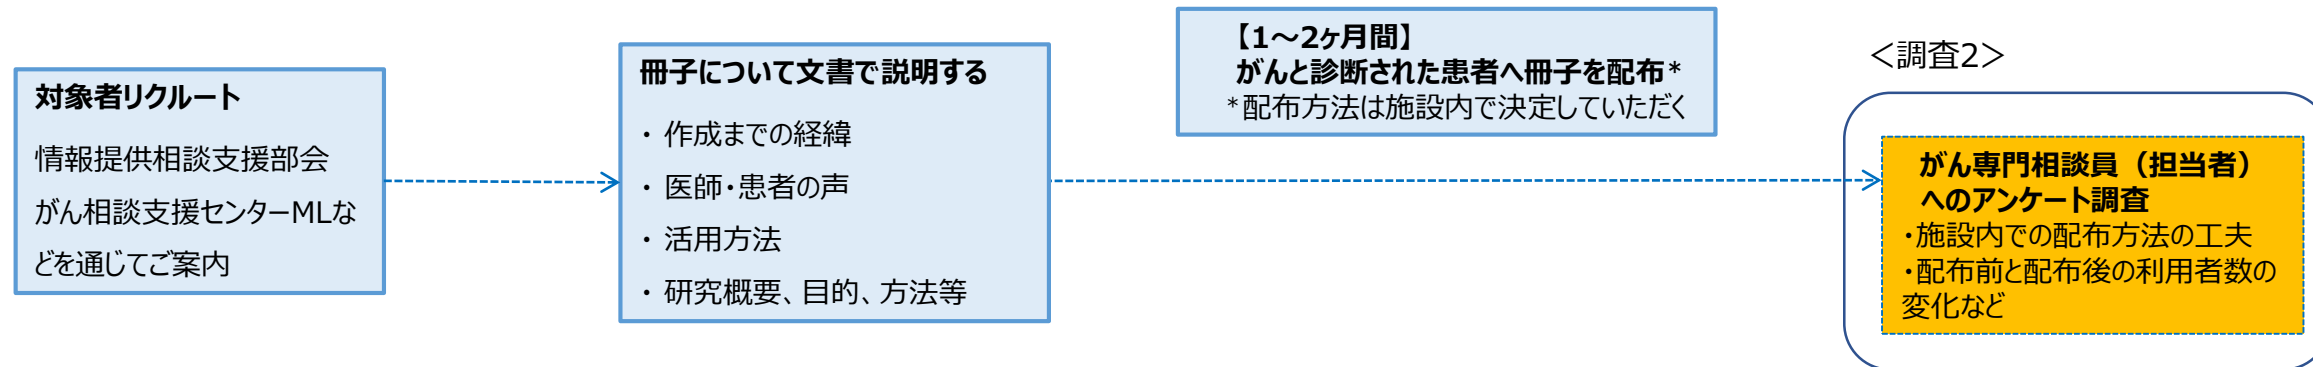 対象者リクルート
情報提供相談支援部会
がん相談支援センターMLな
どを通じてご案内
冊子について文書で説明する
・ 作成までの経緯
・ 医師・患者の声
・ 活用方法
・ 研究概要、目的、方法等
【1～2ヶ月間】
がんと診断された患者へ冊子を配布*
*配布方法は施設内で決定していただく
＜調査2＞
がん専門相談員（担当者）
へのアンケート調査
・施設内での配布方法の工夫
・配布前と配布後の利用者数の
変化など